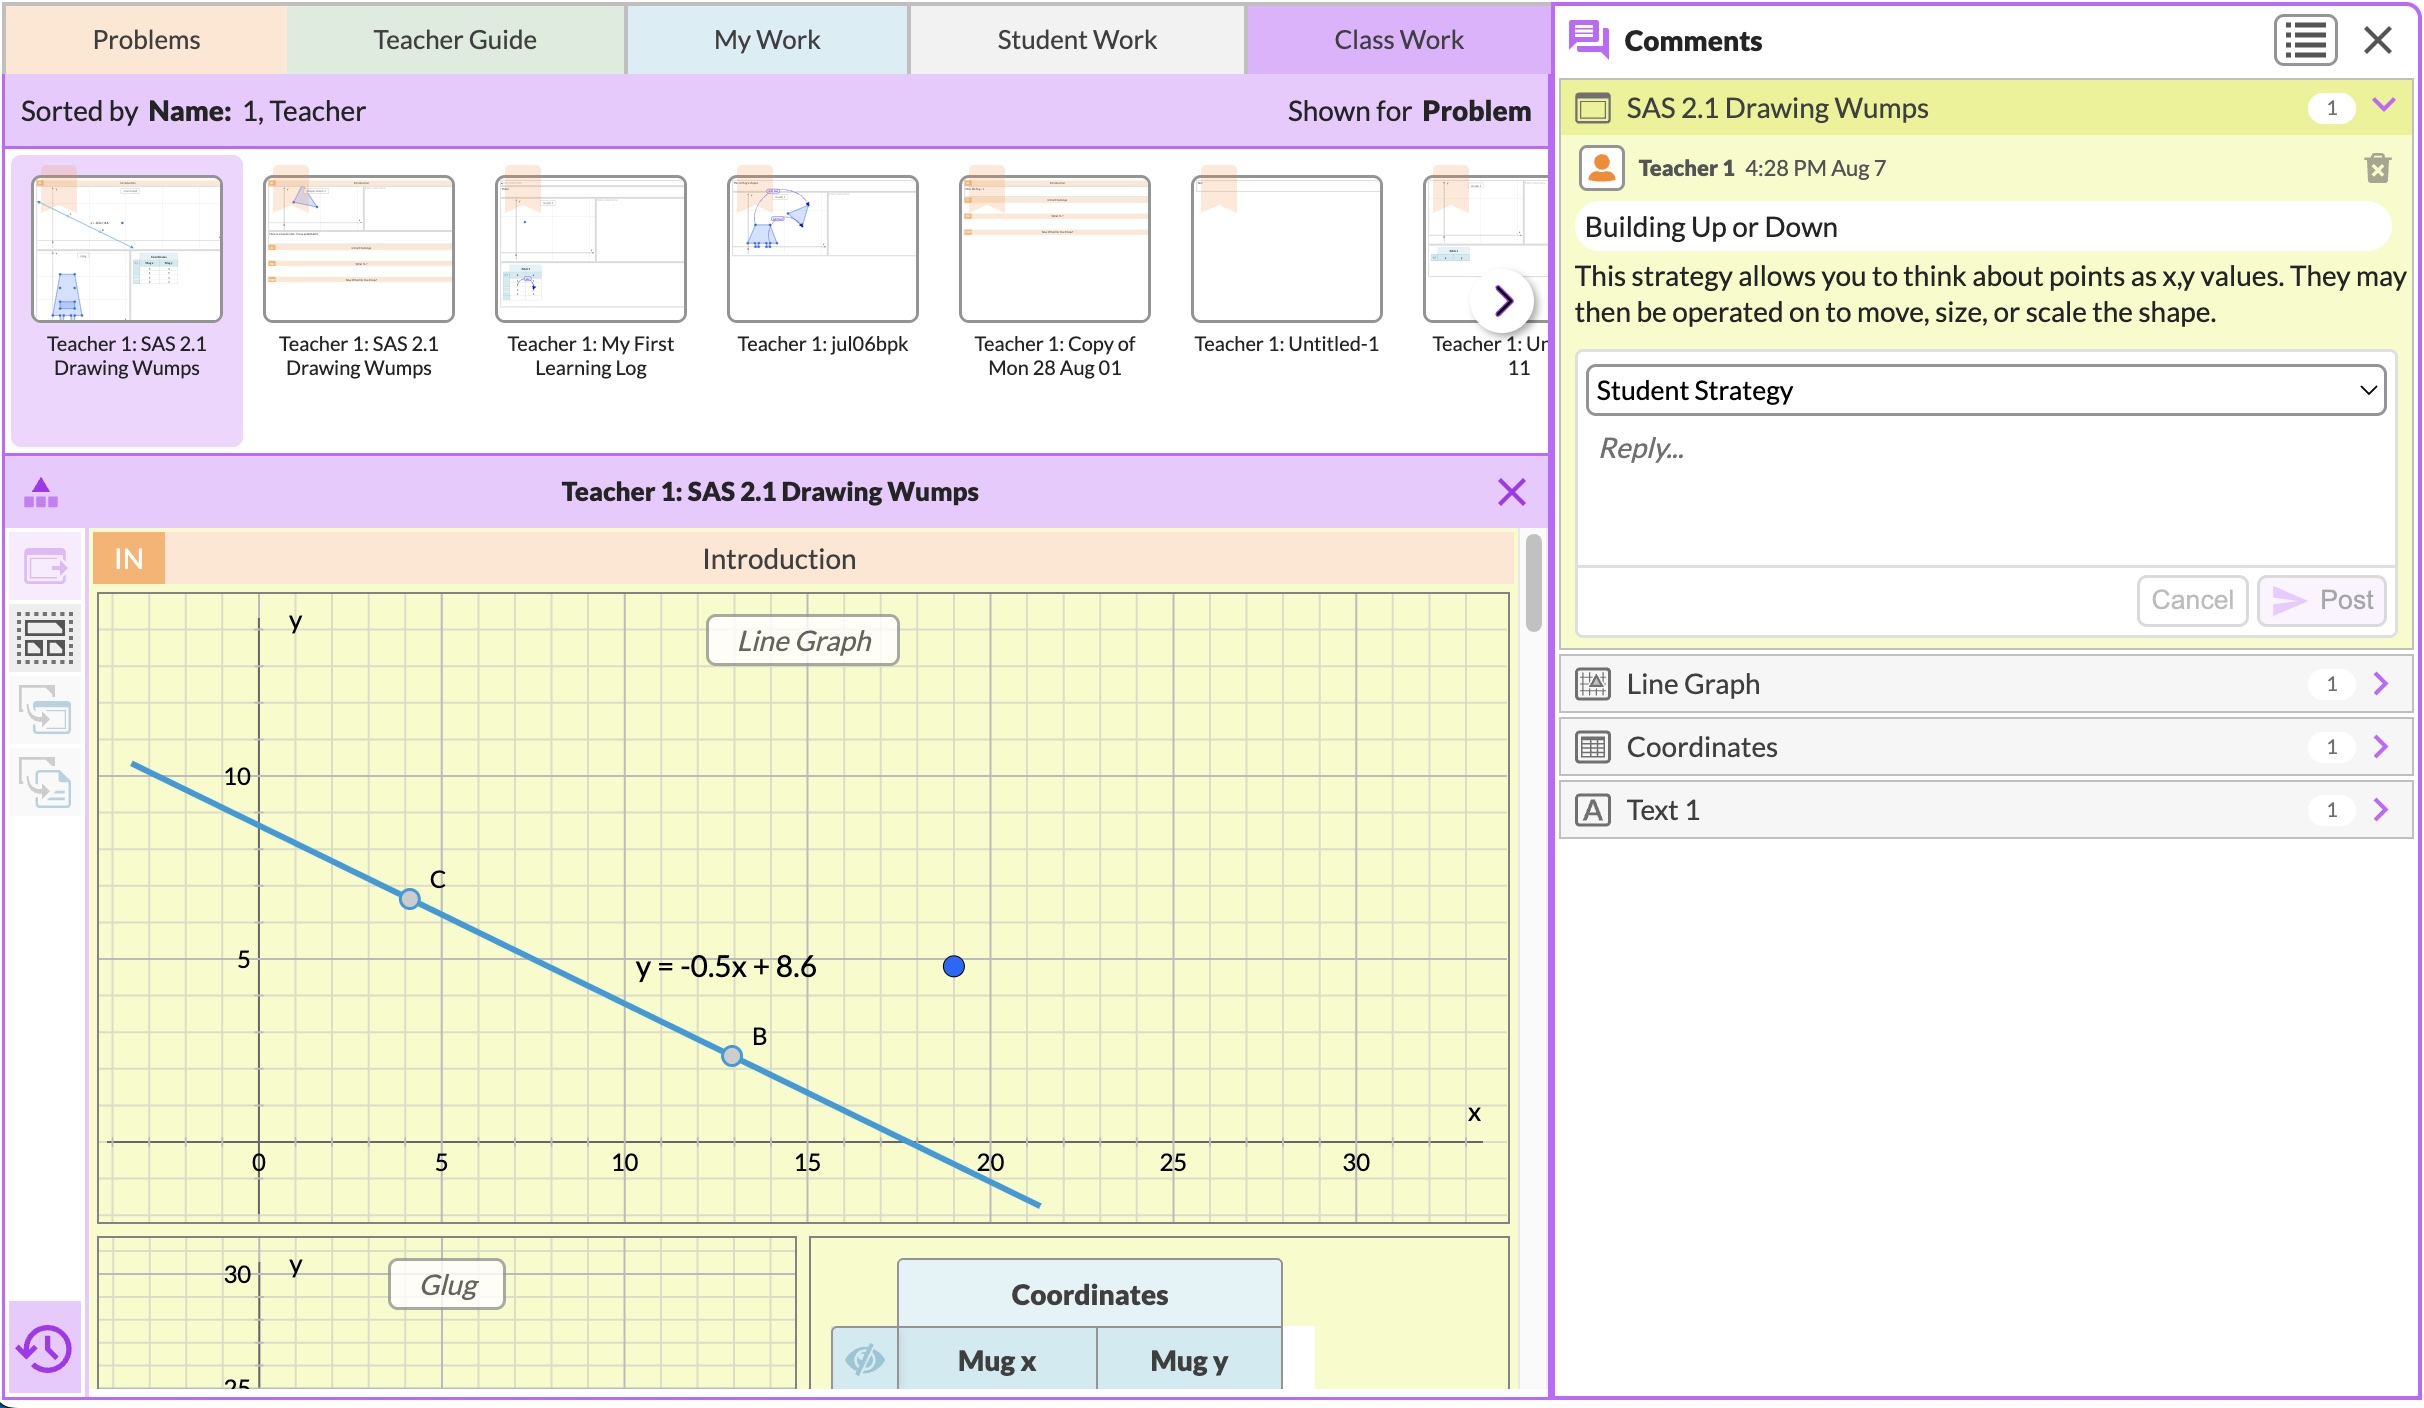 Problems
Teacher Guide
My Work
Student Work
Class Work
Sorted by Name: 1, Teacher
Shown for Problem
Teacher 1: SAS 2.1
Drawing Wumps
Teacher 1: SAS 2.1
Drawing Wumps
Teacher 1: My First
Learning Log
Teacher 1: jul06bpk
Teacher 1: Copy of
Mon 28 Aug 01
Teacher 1: Untitled-1
Teacher 1: Un
11
Teacher 1: SAS 2.1 Drawing Wumps
IN
Introduction
y
Line Graph
10
C
5
y = -0.5x + 8.6
B
x
0
5
10
15
20
25
30
30
y
Glug
25
Coordinates
Mug x
Mug y
Comments
SAS 2.1 Drawing Wumps
1
Teacher 1 4:28 PM Aug 7
Building Up or Down
This strategy allows you to think about points as x,y values. They may
then be operated on to move, size, or scale the shape.
Student Strategy
Reply...
Cancel
Post
Line Graph
1
Coordinates
1
Text 1
1